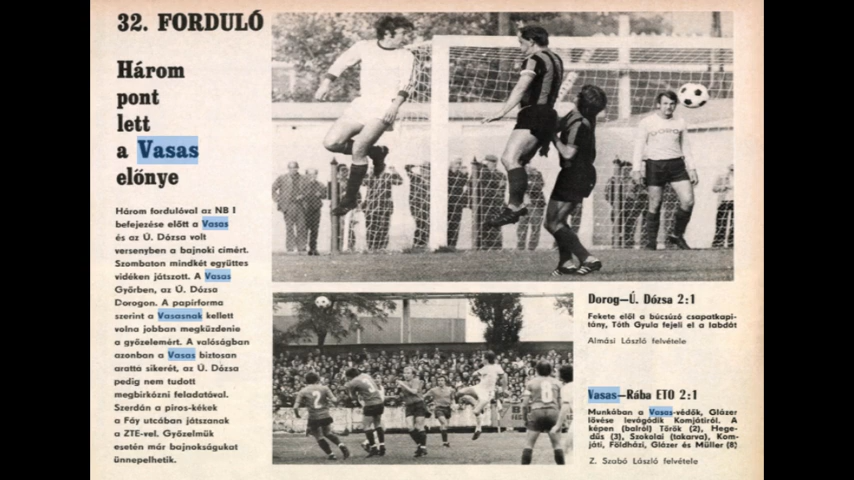 32. FORDULÓ
Három
pont
lett
a Vasas
előnye
Három fordulóval az NB I
befejezése előtt a Vasas
és az Ú. Dózsa volt
versenyben a bajnoki címért.
Szombaton mindkét együttes
vidéken játszott. A Vasas
Győrben, az Ú. Dózsa
Dorogon. A papírforma
szerint a Vasasnak kellett
volna jobban megküzdenie
a győzelemért. A valóságban
azonban a Vasas biztosan
aratta sikerét, az Ú. Dózsa
pedig nem tudott
megbirkózni feladatával.
Szerdán a piros-kékek
a Fáy utcában játszanak
a ZTE-vel. Győzelmük
esetén már bajnokságukat
ünnepelhetik.
Dorog—Ú. Dózsa 2:1
Fekete elől a búcsúzó csapatkapi-
tány, Tóth Gyula fejeli el a labdát
Almási László felvétele
Vasas—Rába ETO 2:1
Munkában a Vasas-védők, Glázer
lövése levágódik Komjátiról. A
képen (balról) Török (2), Hege-
dűs (3), Szokolai (takarva), Kom-
játi, Földházi, Glázer és Müller (8)
Z. Szabó László felvétele